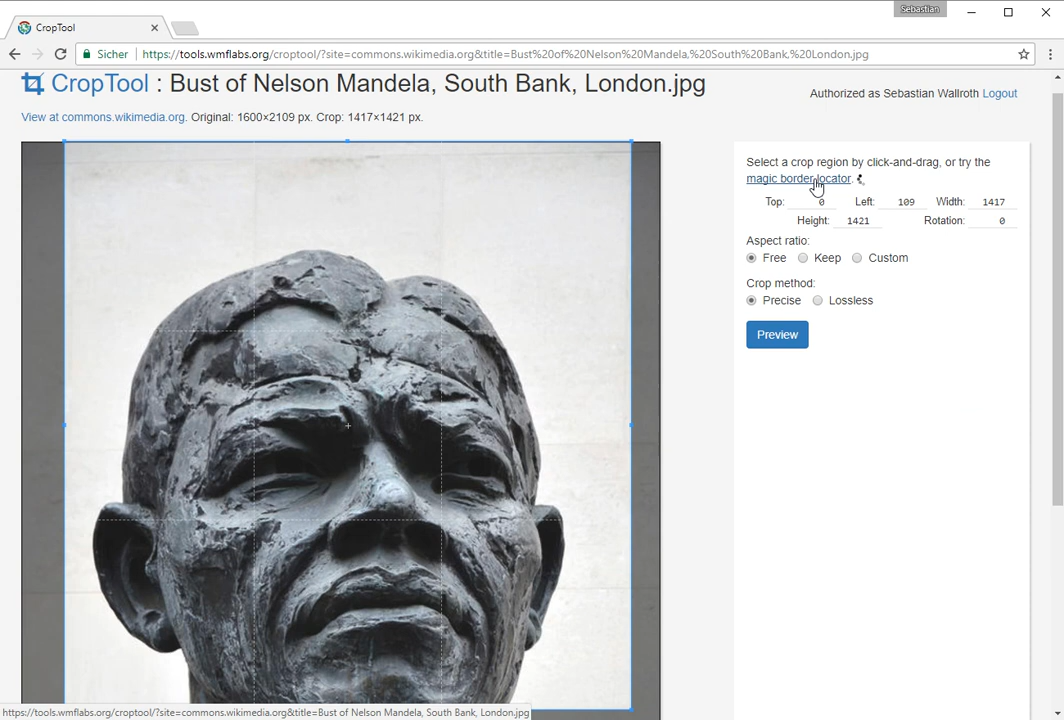 Sebastian
CropTool
Sicher
https://tools.wmflabs.org/croptool/?site=commons.wikimedia.org&title=Bust%20of%20Nelson%20Mandela,%20South%20Bank,%20London.jpg
CropTool : Bust of Nelson Mandela, South Bank, London.jpg
Authorized as Sebastian Wallroth Logout
View at commons.wikimedia.org. Original: 1600×2109 px. Crop: 1417×1421 px.
Select a crop region by click-and-drag, or try the
magic border locator.
Top: 0 Left: 109 Width: 1417
Height: 1421 Rotation: 0
Aspect ratio:
Free Keep Custom
Crop method:
Precise Lossless
Preview
https://tools.wmflabs.org/croptool/?site=commons.wikimedia.org&title=Bust of Nelson Mandela, South Bank, London.jpg